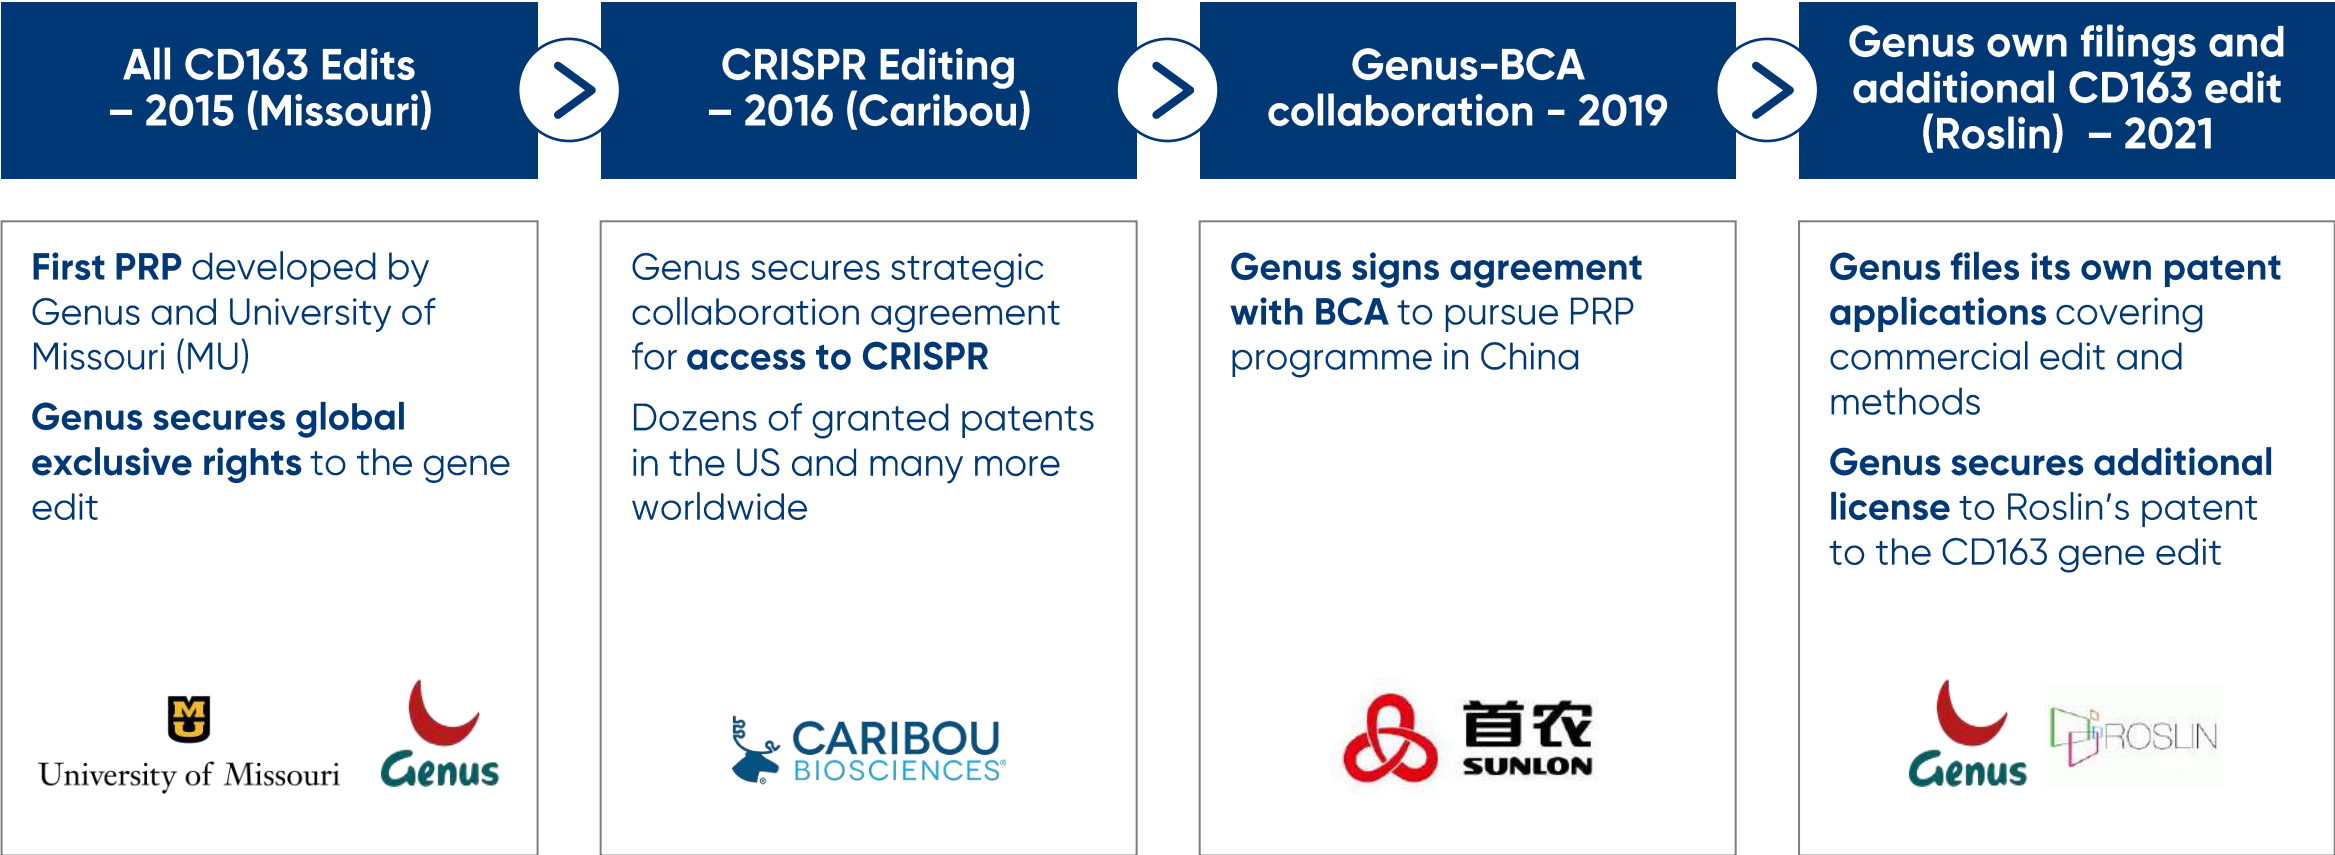 All CD163 Edits
– 2015 (Missouri)
CRISPR Editing
– 2016 (Caribou)
Genus-BCA
collaboration - 2019
Genus own filings and
additional CD163 edit
(Roslin) – 2021
First PRP developed by
Genus and University of
Missouri (MU)
Genus secures global
exclusive rights to the gene
edit
MU
University of Missouri
Genus
Genus secures strategic
collaboration agreement
for access to CRISPR
Dozens of granted patents
in the US and many more
worldwide
CARIBOU
BIOSCIENCES®
Genus signs agreement
with BCA to pursue PRP
programme in China
首农
SUNLON
Genus files its own patent
applications covering
commercial edit and
methods
Genus secures additional
license to Roslin's patent
to the CD163 gene edit
Genus
ROSLIN